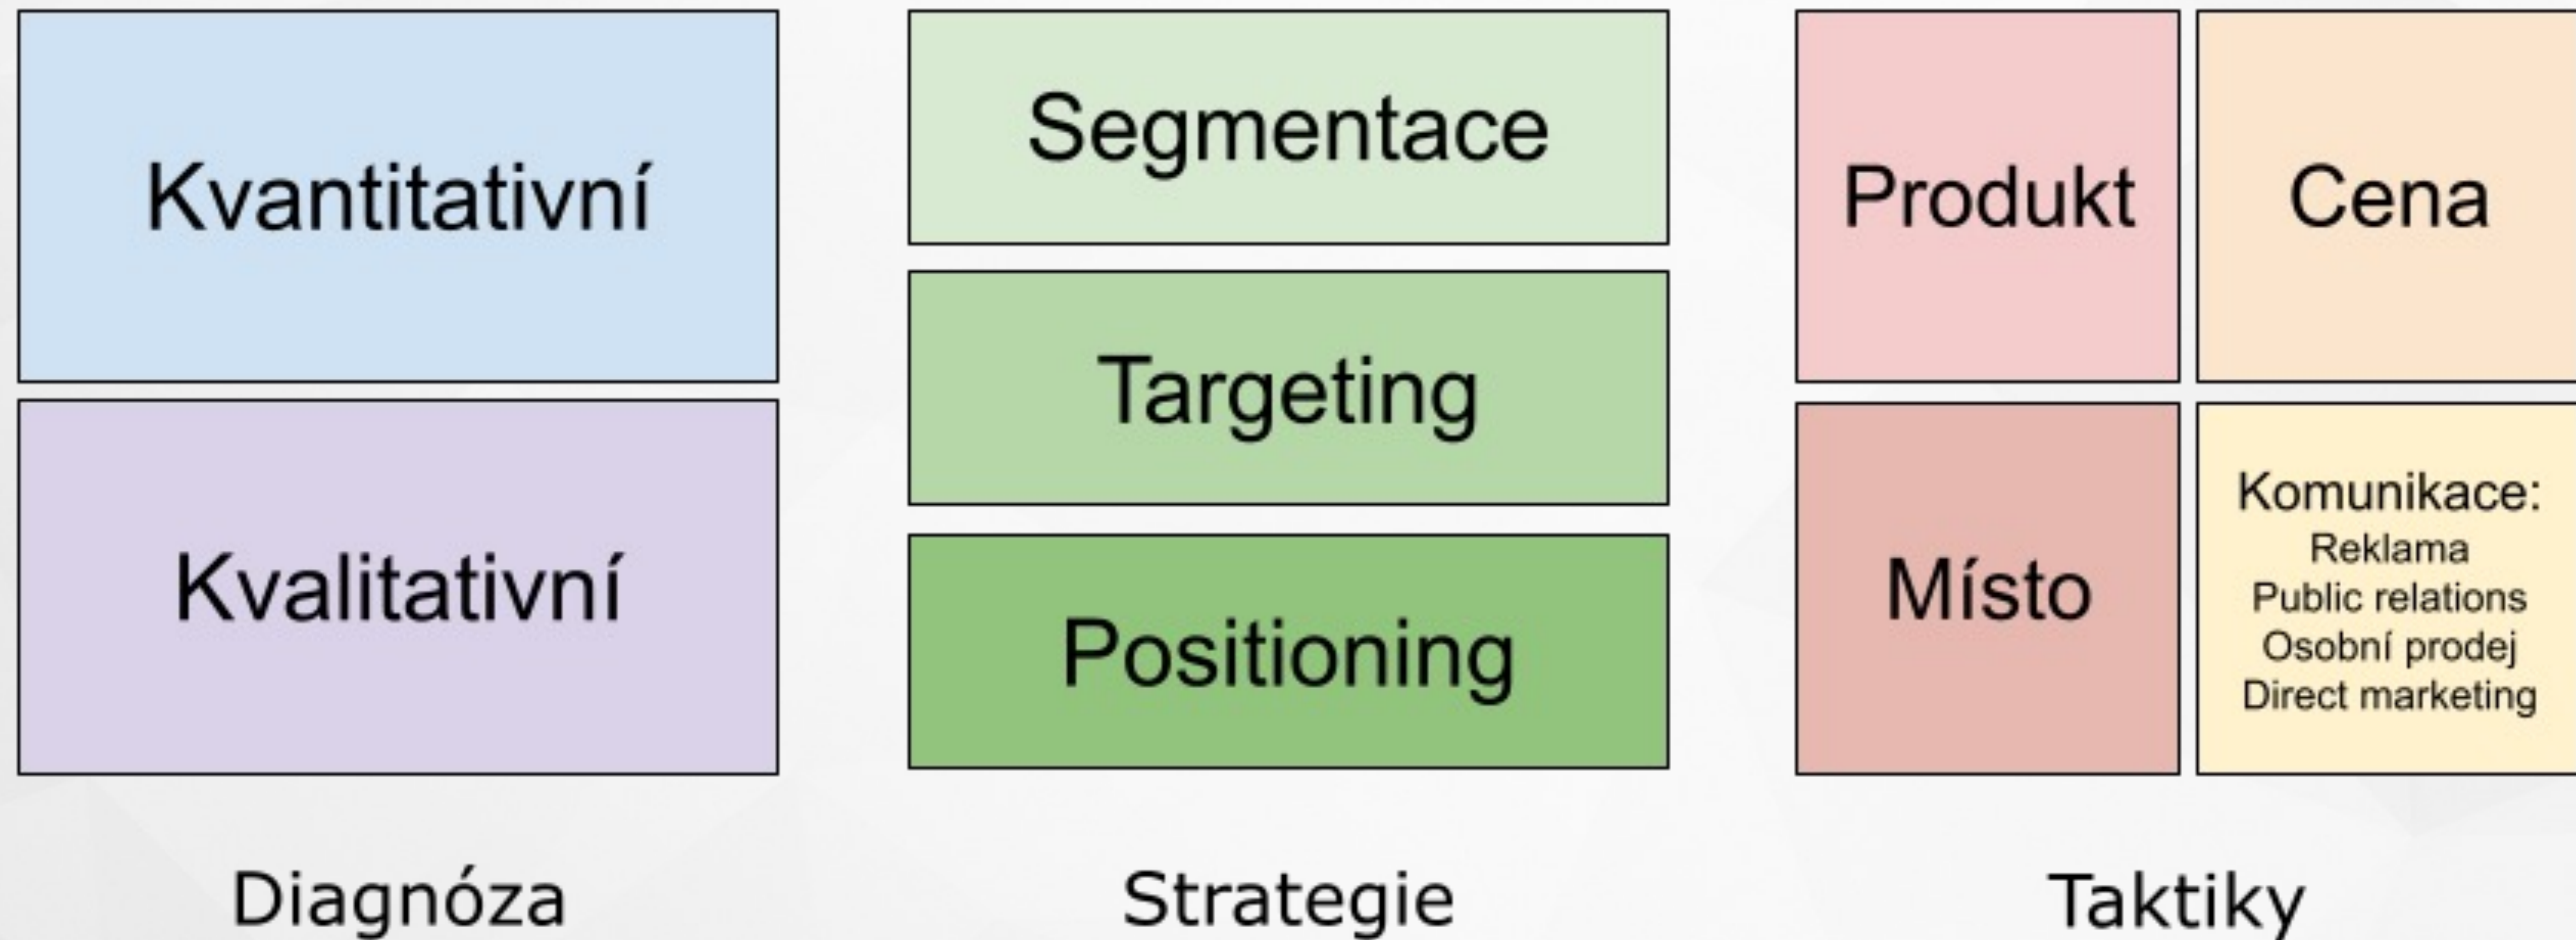 Kvantitativní
Kvalitativní
Diagnóza
Segmentace
Targeting
Positioning
Strategie
Produkt
Cena
Místo
Komunikace:
Reklama
Public relations
Osobní prodej
Direct marketing
Taktiky